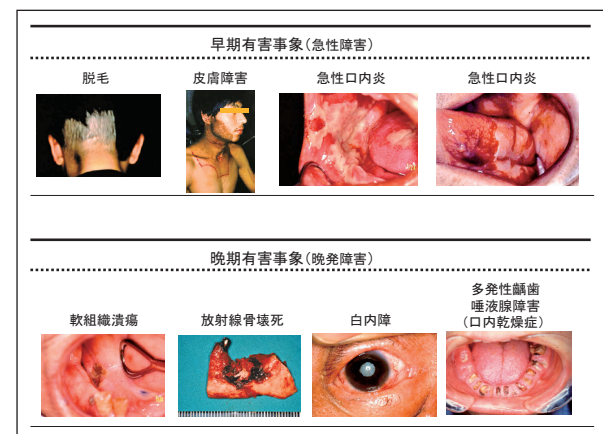 早期有害事象(急性障害)
脱毛
皮膚障害
急性口内炎
急性口内炎
晩期有害事象(晩発障害)
軟組織潰瘍
放射線骨壊死
白内障
多発性齲歯
唾液腺障害
(口内乾燥症)